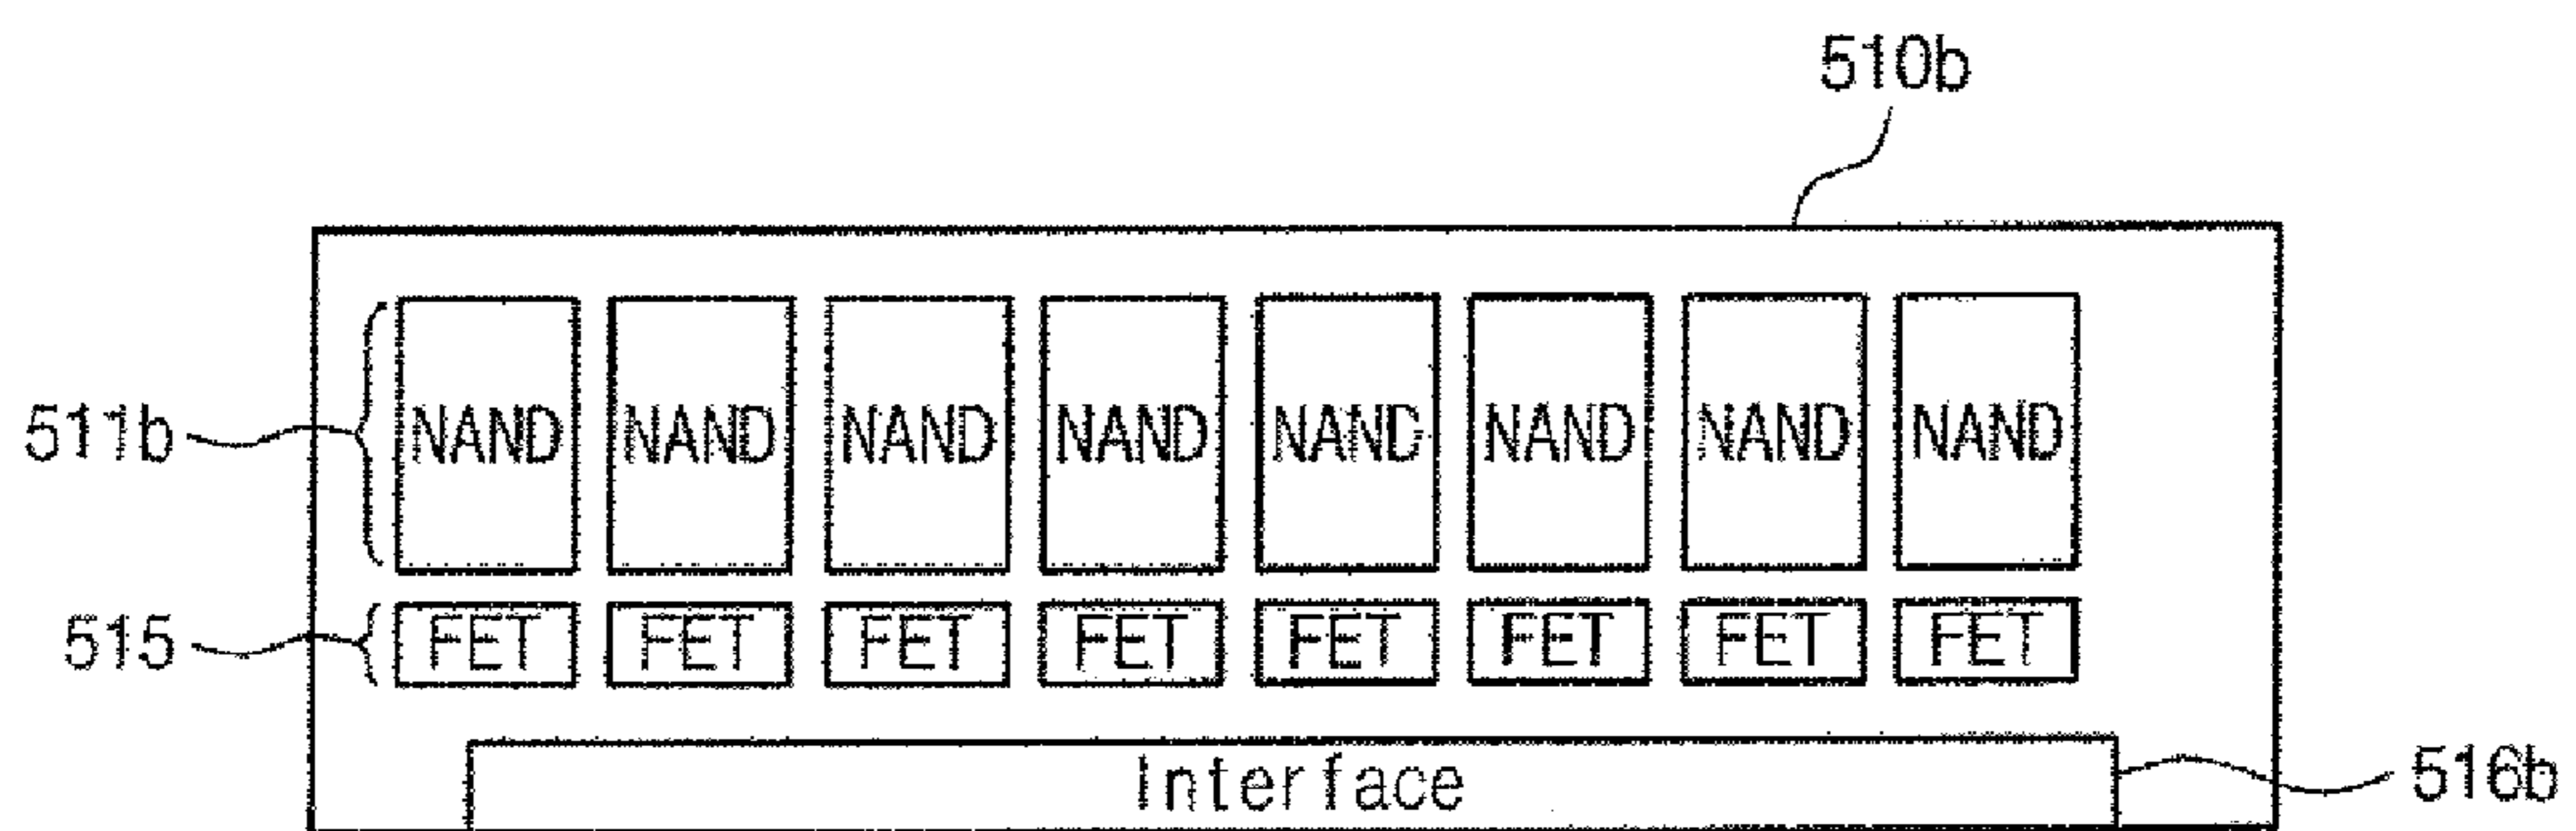 510b
511b NAND NAND NAND NAND NAND NAND NAND NAND
515 FET FET FET FET FET FET FET FET
Interface 516b